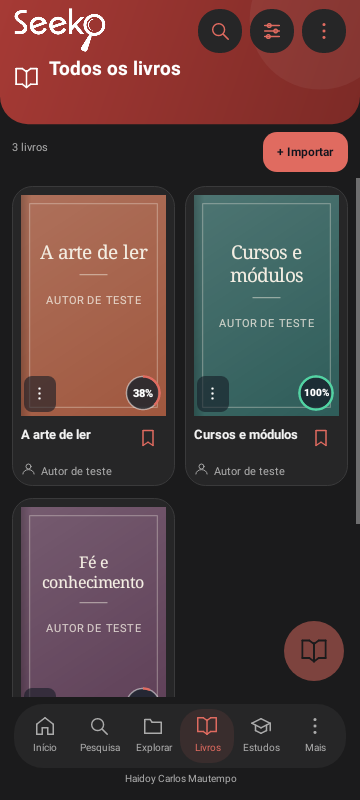 Seeko
Todos os livros
3 livros
+ Importar
A arte de ler
AUTOR DE TESTE
38%
A arte de ler
Autor de teste
Cursos e
módulos
AUTOR DE TESTE
100%
Cursos e módulos
Autor de teste
Fé e
conhecimento
AUTOR DE TESTE
Início
Pesquisa
Explorar
Livros
Estudos
Mais
Haidoy Carlos Mautempo